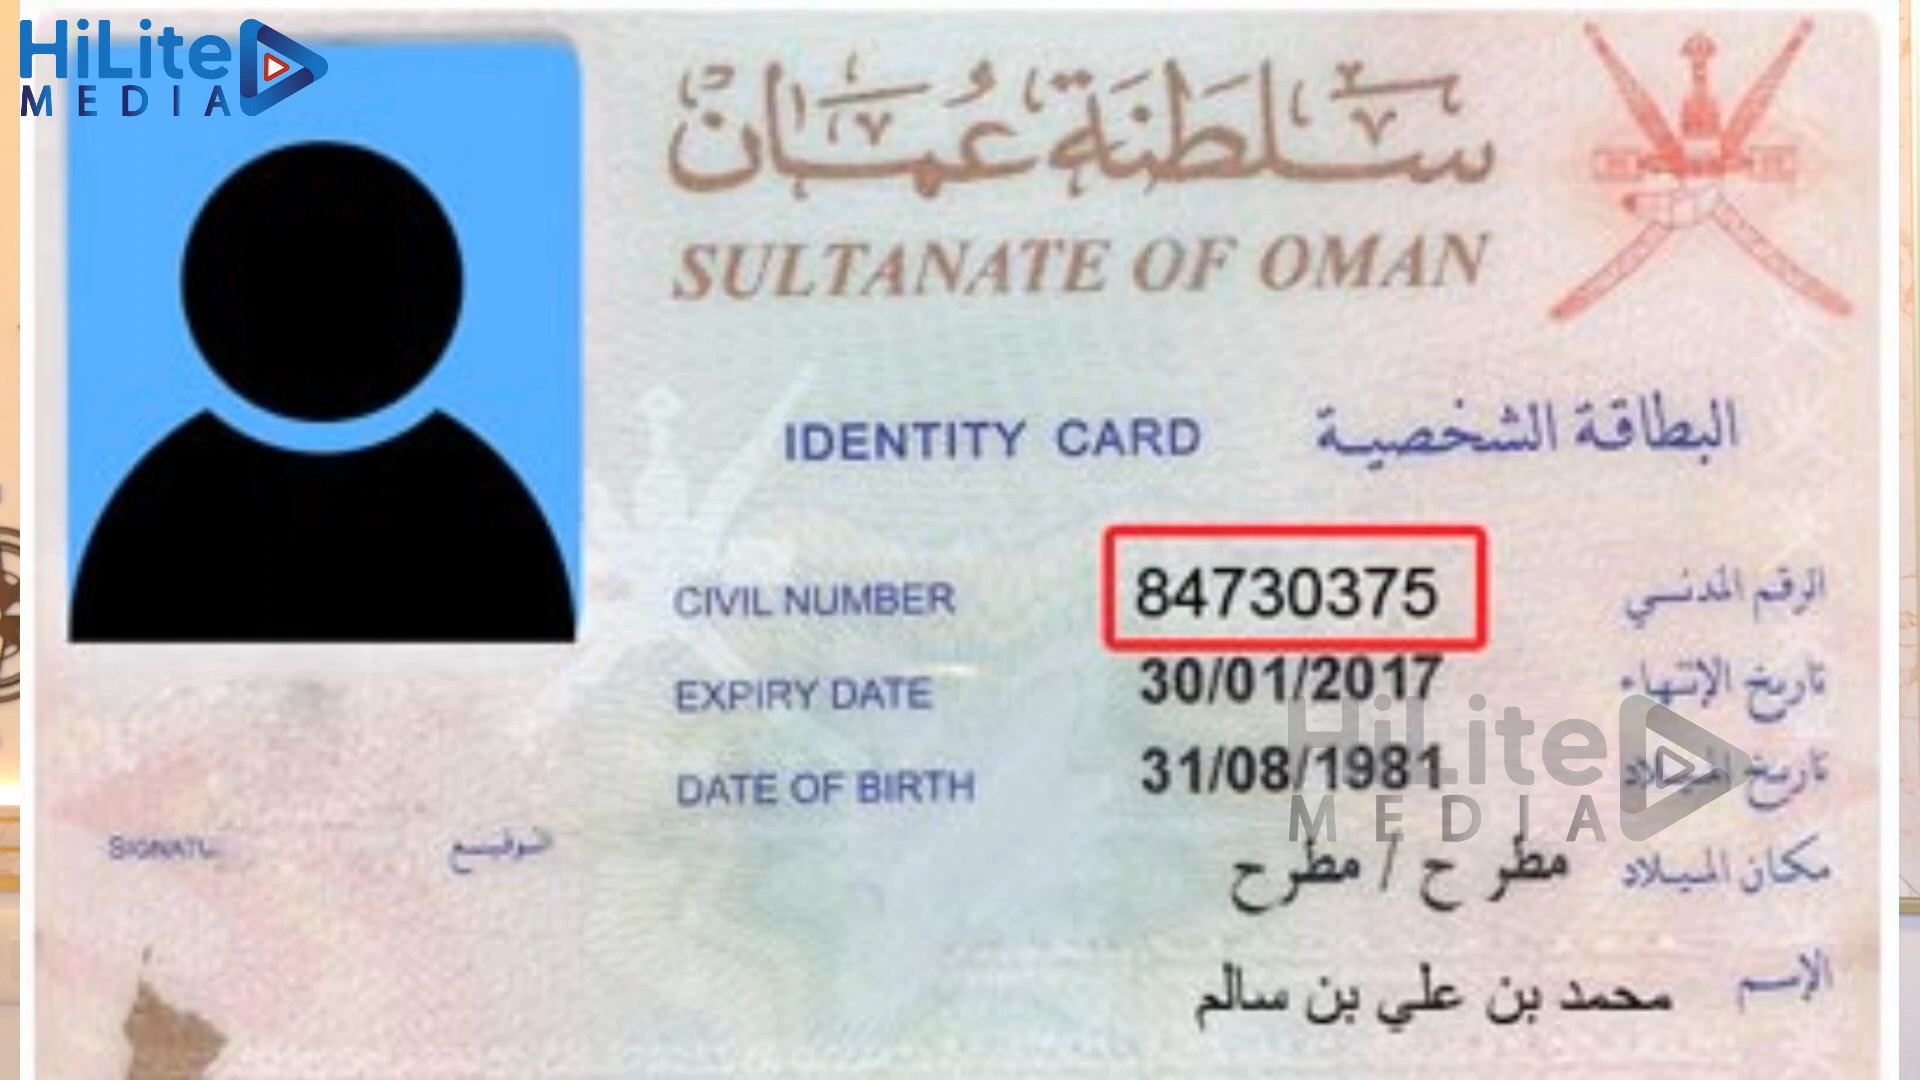 HiLite
MEDIA
سلطنة عمان
SULTANATE OF OMAN
IDENTITY CARD البطاقة الشخصية
CIVIL NUMBER 84730375 الرقم المدني
EXPIRY DATE 30/01/2017 تاريخ الإنتهاء
DATE OF BIRTH 31/08/1981 تاريخ الميلاد
HiLite
MEDIA
مطرح / مطرح مكان الميلاد
SIGNATU التوقيع
محمد بن علي بن سالم الإسم